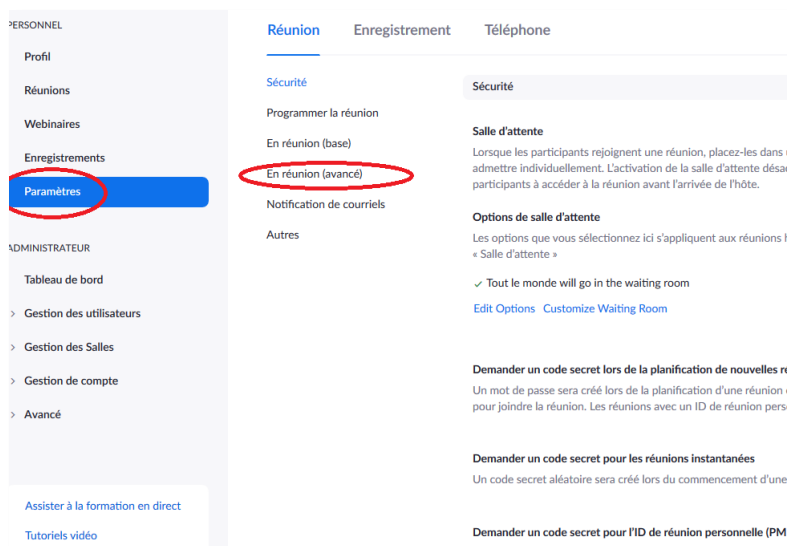 PERSONNEL
Profil
Réunions
Webinaires
Enregistrements
Paramètres
ADMINISTRATEUR
Tableau de bord
Gestion des utilisateurs
Gestion des Salles
Gestion de compte
Avancé
Assister à la formation en direct
Tutoriels vidéo
Réunion Enregistrement Téléphone
Sécurité
Programmer la réunion
En réunion (base)
En réunion (avancé)
Notification de courriels
Autres
Sécurité
Salle d'attente
Lorsque les participants rejoignent une réunion, placez-les dans
admettre individuellement. L'activation de la salle d'attente
participants à accéder à la réunion avant l'arrivée de l'hôte.
Options de salle d'attente
Les options que vous sélectionnez ici s'appliquent aux réunions
« Salle d'attente »
✓ Tout le monde will go in the waiting room
Edit Options Customize Waiting Room
Demander un code secret lors de la planification de nouvelles
Un mot de passe sera créé lors de la planification d'une réunion
pour joindre la réunion. Les réunions avec un ID de réunion
Demander un code secret pour les réunions instantanées
Un code secret aléatoire sera créé lors du commencement d'une
Demander un code secret pour l'ID de réunion personnelle (PM